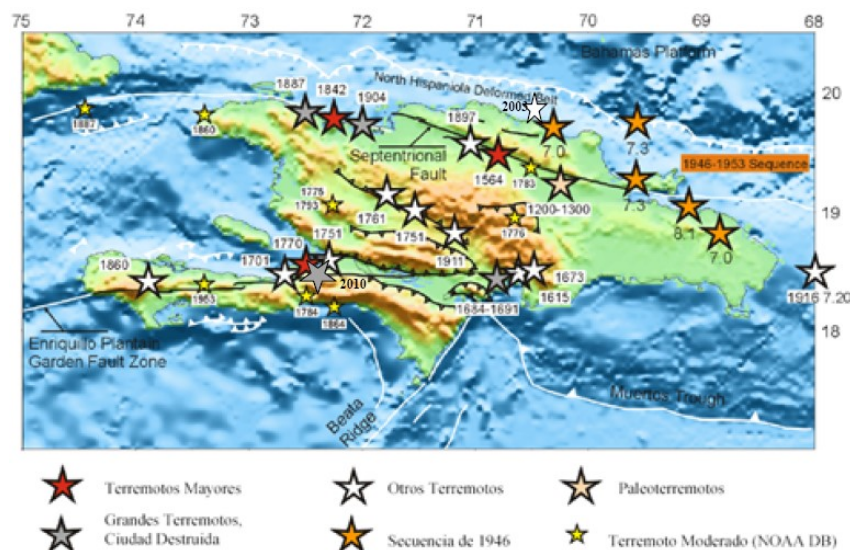 75 74 73 72 71 70 69 68
Bahamas Platform
North Hispaniola Deformed Belt
1887 1842 1904
2005
20
1887
1860
1897
7.0
7.3
Septentrional
Fault
1564
1783
1946-1953 Sequence
7.3
1775
1793
1761
1751
1200-1300
1776
19
8.1
7.0
1770
1751
1701
1860
1911
2010
1953
1784
1864
1684-1691
1673
1615
1916 7.20
18
Enriquillo Plantain
Garden Fault Zone
Beata
Ridge
Muertos Trough
Terremotos Mayores
Otros Terremotos
Paleoterremotos
Grandes Terremotos,
Ciudad Destruida
Secuencia de 1946
Terremoto Moderado (NOAA DB)